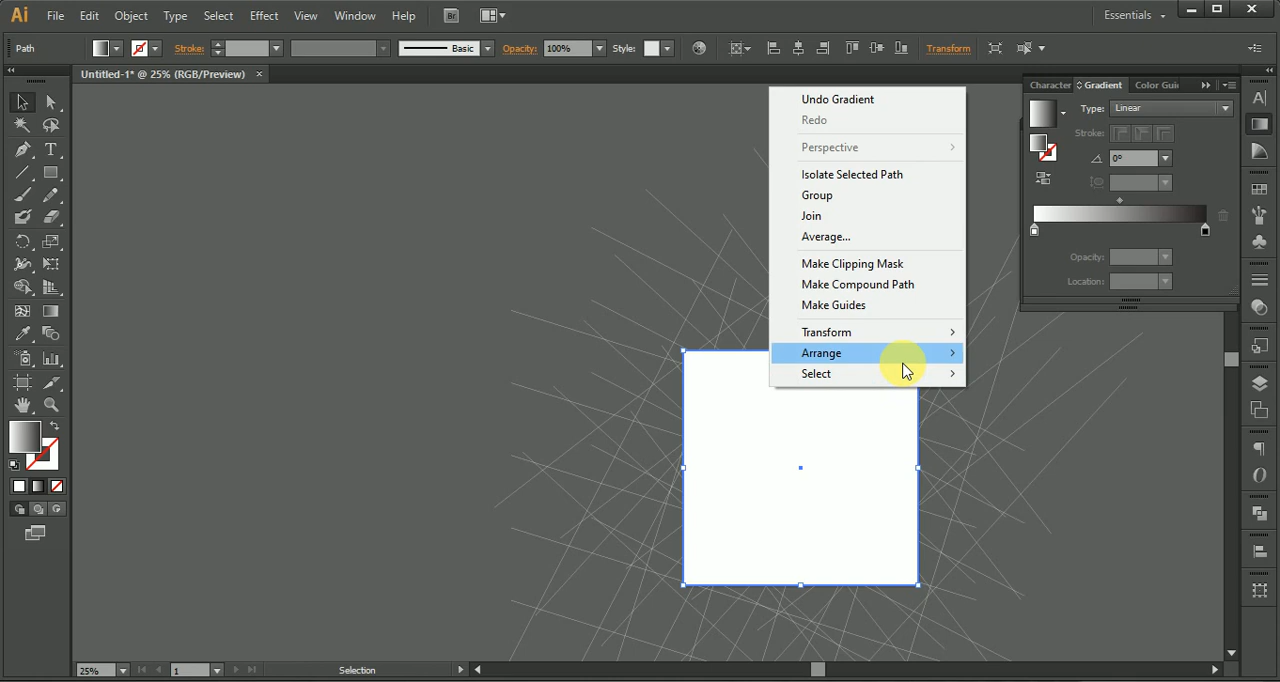 Ai File Edit Object Type Select Effect View Window Help Br Essentials
Path Stroke: Basic Opacity: 100% Style: Transform
Untitled-1* @ 25% (RGB/Preview) ×
Character Gradient Color Gui
Type: Linear
Stroke:
0°
Opacity:
Location:
Undo Gradient
Redo
Perspective
Isolate Selected Path
Group
Join
Average...
Make Clipping Mask
Make Compound Path
Make Guides
Transform
Arrange
Select
25% 1 Selection